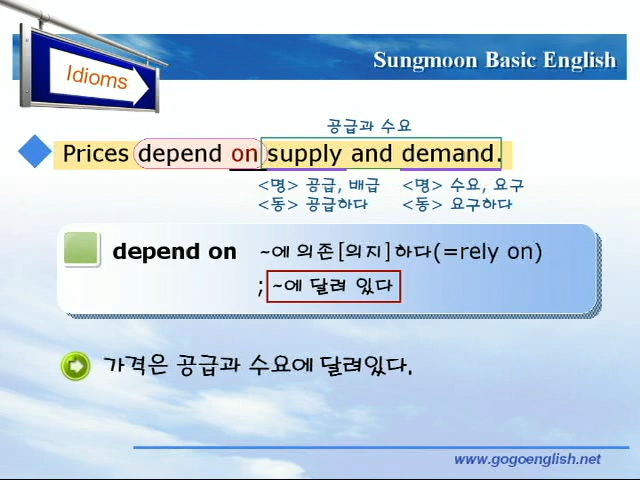 Idioms
Sungmoon Basic English
공급과 수요
Prices depend on supply and demand.
<명> 공급, 배급 <명> 수요, 요구
<동> 공급하다 <동> 요구하다
depend on ~에 의존[의지]하다(=rely on)
; ~에 달려 있다
가격은 공급과 수요에 달려있다.
www.gogoenglish.net